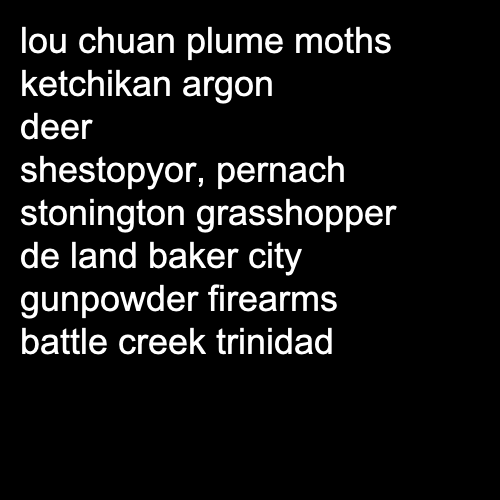 lou chuan plume moths
ketchikan argon
deer
shestopyor, pernach
stonington grasshopper
de land baker city
gunpowder firearms
battle creek trinidad